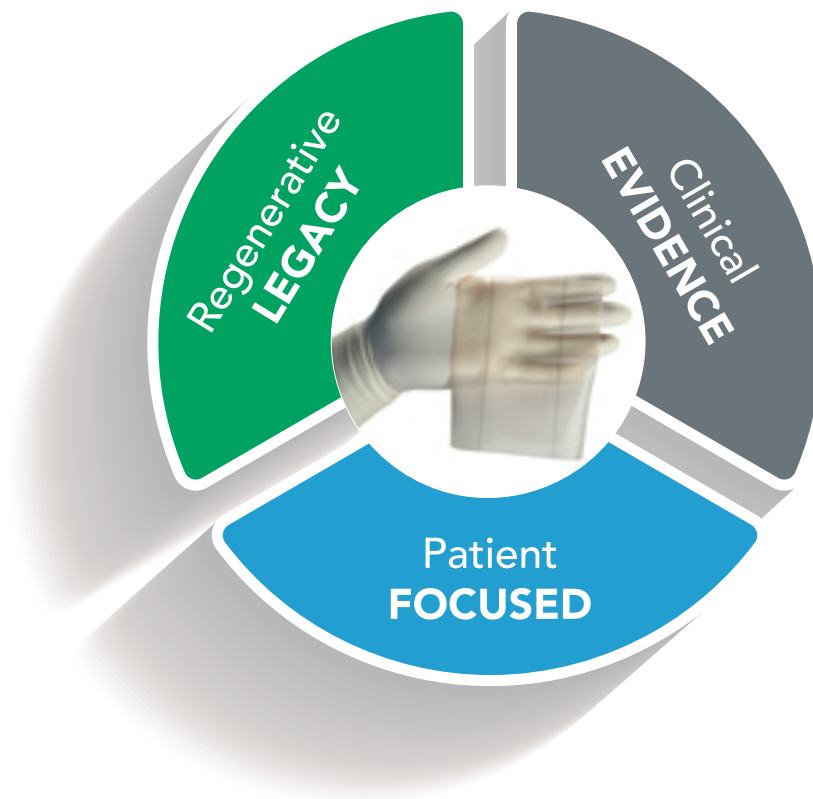 Regenerative
LEGACY
Clinical
EVIDENCE
Patient
FOCUSED